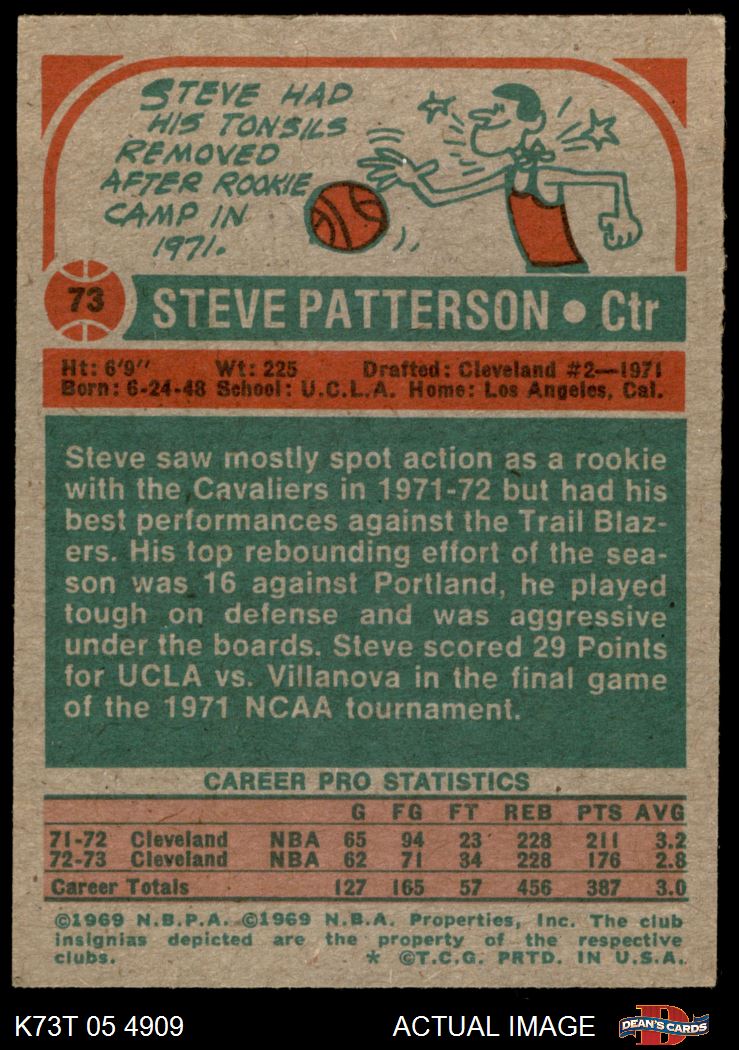 STEVE HAD
HIS TONSILS
REMOVED
AFTER ROOKIE
CAMP IN
1971.
73
STEVE PATTERSON • Ctr
Ht: 6'9" Wt: 225 Drafted: Cleveland #2—1971
Born: 6-24-48 School: U.C.L.A. Home: Los Angeles, Cal.
Steve saw mostly spot action as a rookie
with the Cavaliers in 1971-72 but had his
best performances against the Trail Blaz-
ers. His top rebounding effort of the sea-
son was 16 against Portland, he played
tough on defense and was aggressive
under the boards. Steve scored 29 Points
for UCLA vs. Villanova in the final game
of the 1971 NCAA tournament.
CAREER PRO STATISTICS
G FG FT REB PTS AVG
71-72 Cleveland NBA 65 94 23 228 211 3.2
72-73 Cleveland NBA 62 71 34 228 176 2.8
Career Totals 127 165 57 456 387 3.0
©1969 N.B.P.A. ©1969 N.B.A. Properties, Inc. The club
insignias depicted are the property of the respective
clubs. * ©T.C.G. PRTD. IN U.S.A.
K73T 05 4909 ACTUAL IMAGE D DEAN'S CARDS